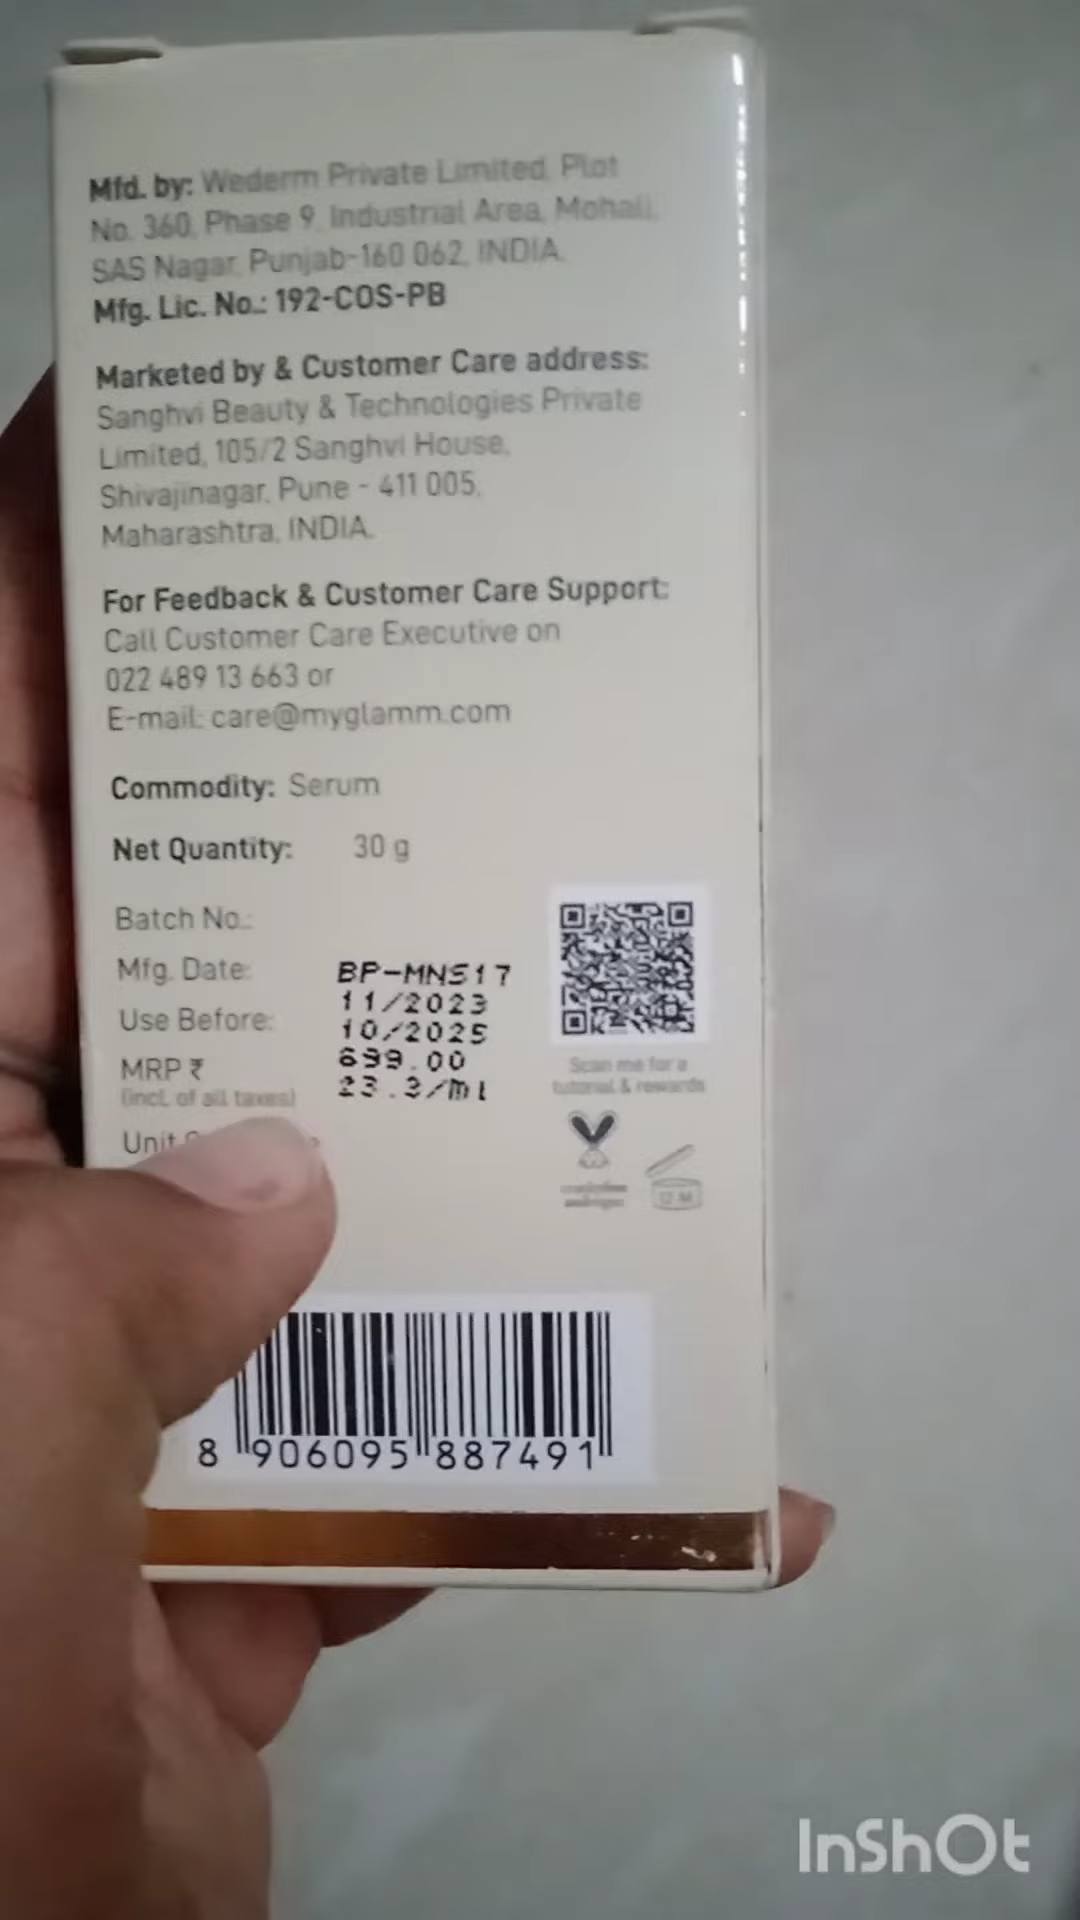 Mfd. by: Wederm Private Limited, Plot
No. 360, Phase 9, Industrial Area, Mohali,
SAS Nagar, Punjab-160 062, INDIA.
Mfg. Lic. No.: 192-COS-PB
Marketed by & Customer Care address:
Sanghvi Beauty & Technologies Private
Limited, 105/2 Sanghvi House,
Shivajinagar, Pune - 411 005,
Maharashtra, INDIA.
For Feedback & Customer Care Support:
Call Customer Care Executive on
022 489 13 663 or
E-mail: care@myglamm.com
Commodity: Serum
Net Quantity: 30 g
Batch No.:
Mfg. Date: BP-MNS17
11/2023
Use Before: 10/2025
MRP ₹ 699.00
(incl. of all taxes) 23.3/ml
Unit
Scan me for a
tutorial & rewards
12 M
8 906095 887491
InShOt